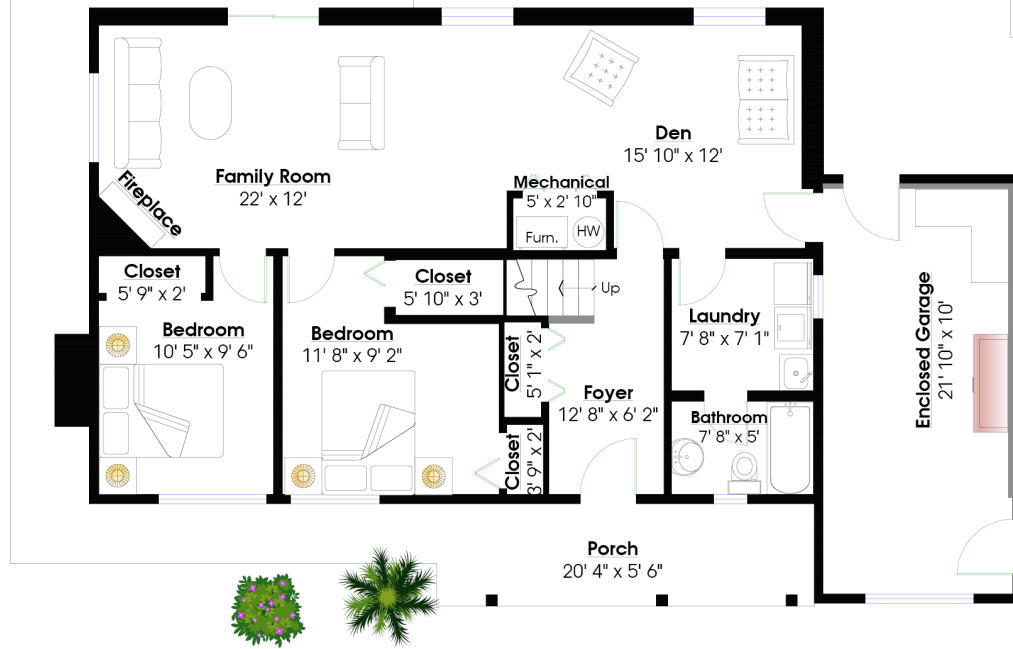 Den
15' 10" x 12'
Family Room
22' x 12'
Fireplace
Mechanical
5' x 2' 10"
Furn.
HW
Closet
5' 9" x 2'
Closet
5' 10" x 3'
Up
Bedroom
10' 5" x 9' 6"
Bedroom
11' 8" x 9' 2"
Closet
5' 1" x 2'
Laundry
7' 8" x 7' 1"
Enclosed Garage
21' 10" x 10'
Foyer
12' 8" x 6' 2"
Bathroom
7' 8" x 5'
Closet
3' 9" x 2'
Porch
20' 4" x 5' 6"